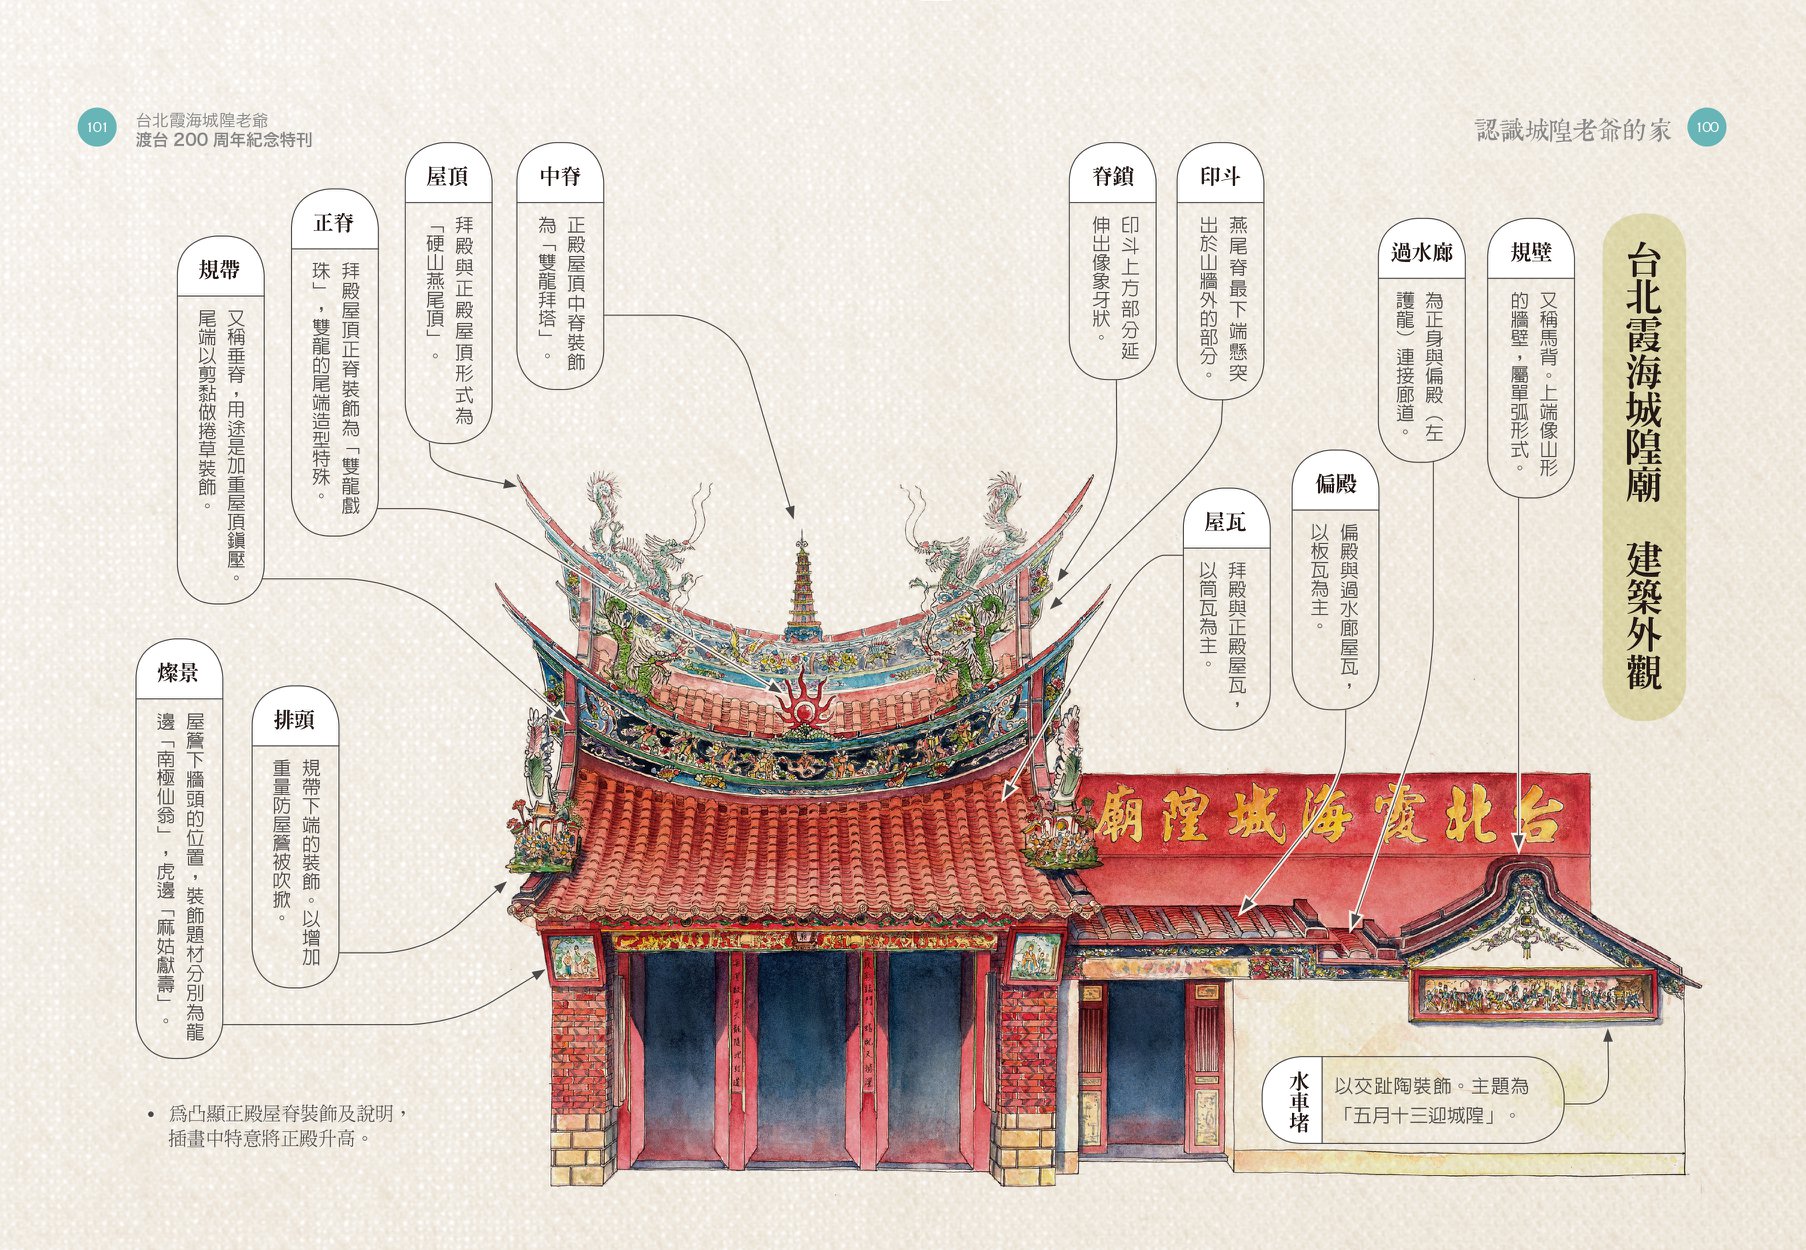 認識城隍老爺的家
100
台北霞海城隍廟　建築外觀
規壁
又稱馬背。上端像山形
的牆壁，屬單弧形式。
過水廊
為正身與偏殿（左
護龍）連接廊道。
偏殿
偏殿與過水廊屋瓦，
以板瓦為主。
屋瓦
拜殿與正殿屋瓦，
以筒瓦為主。
印斗
燕尾脊最下端懸突
出於山牆外的部分。
脊鎖
印斗上方部分延
伸出像象牙狀。
台北霞海城隍廟
水車堵
以交趾陶裝飾。主題為
「五月十三迎城隍」。
101
台北霞海城隍老爺
渡台 200 周年紀念特刊
中脊
正殿屋頂中脊裝飾
為「雙龍拜塔」。
屋頂
拜殿與正殿屋頂形式為
「硬山燕尾頂」。
正脊
拜殿屋頂正脊裝飾為「雙龍戲
珠」，雙龍的尾端造型特殊。
規帶
又稱垂脊，用途是加重屋頂鎮壓。
尾端以剪黏做捲草裝飾。
排頭
規帶下端的裝飾。以增加
重量防屋簷被吹掀。
燦景
屋簷下牆頭的位置，裝飾題材分別為龍
邊「南極仙翁」，虎邊「麻姑獻壽」。
• 為凸顯正殿屋脊裝飾及說明，
插畫中特意將正殿升高。